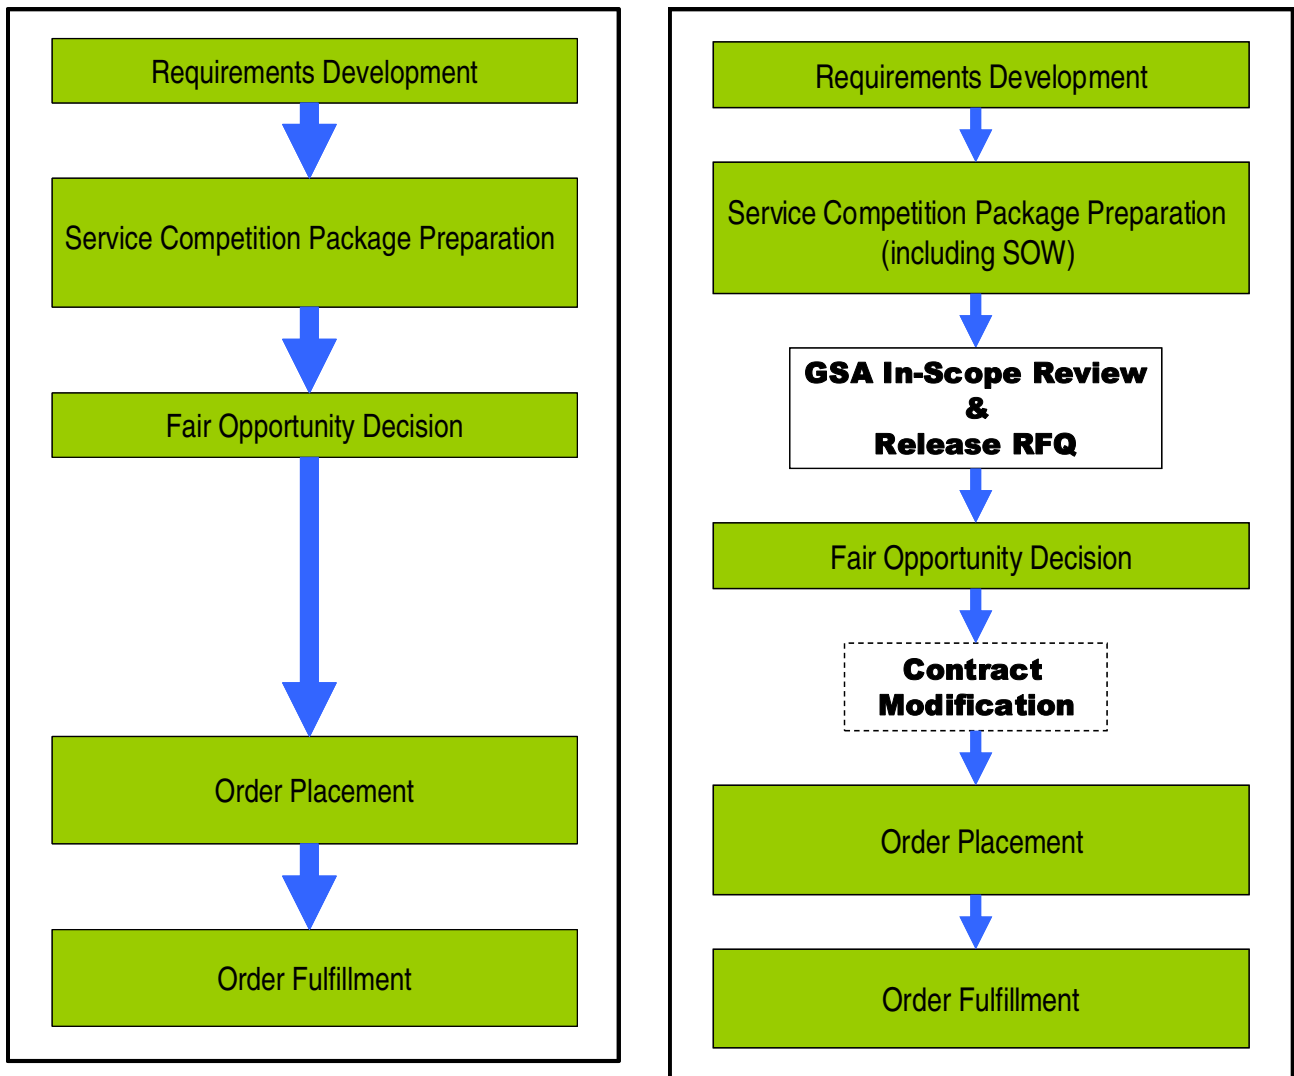 Requirements Development
Service Competition Package Preparation
Fair Opportunity Decision
Order Placement
Order Fulfillment
Requirements Development
Service Competition Package Preparation
(including SOW)
GSA In-Scope Review
&
Release RFQ
Fair Opportunity Decision
Contract
Modification
Order Placement
Order Fulfillment